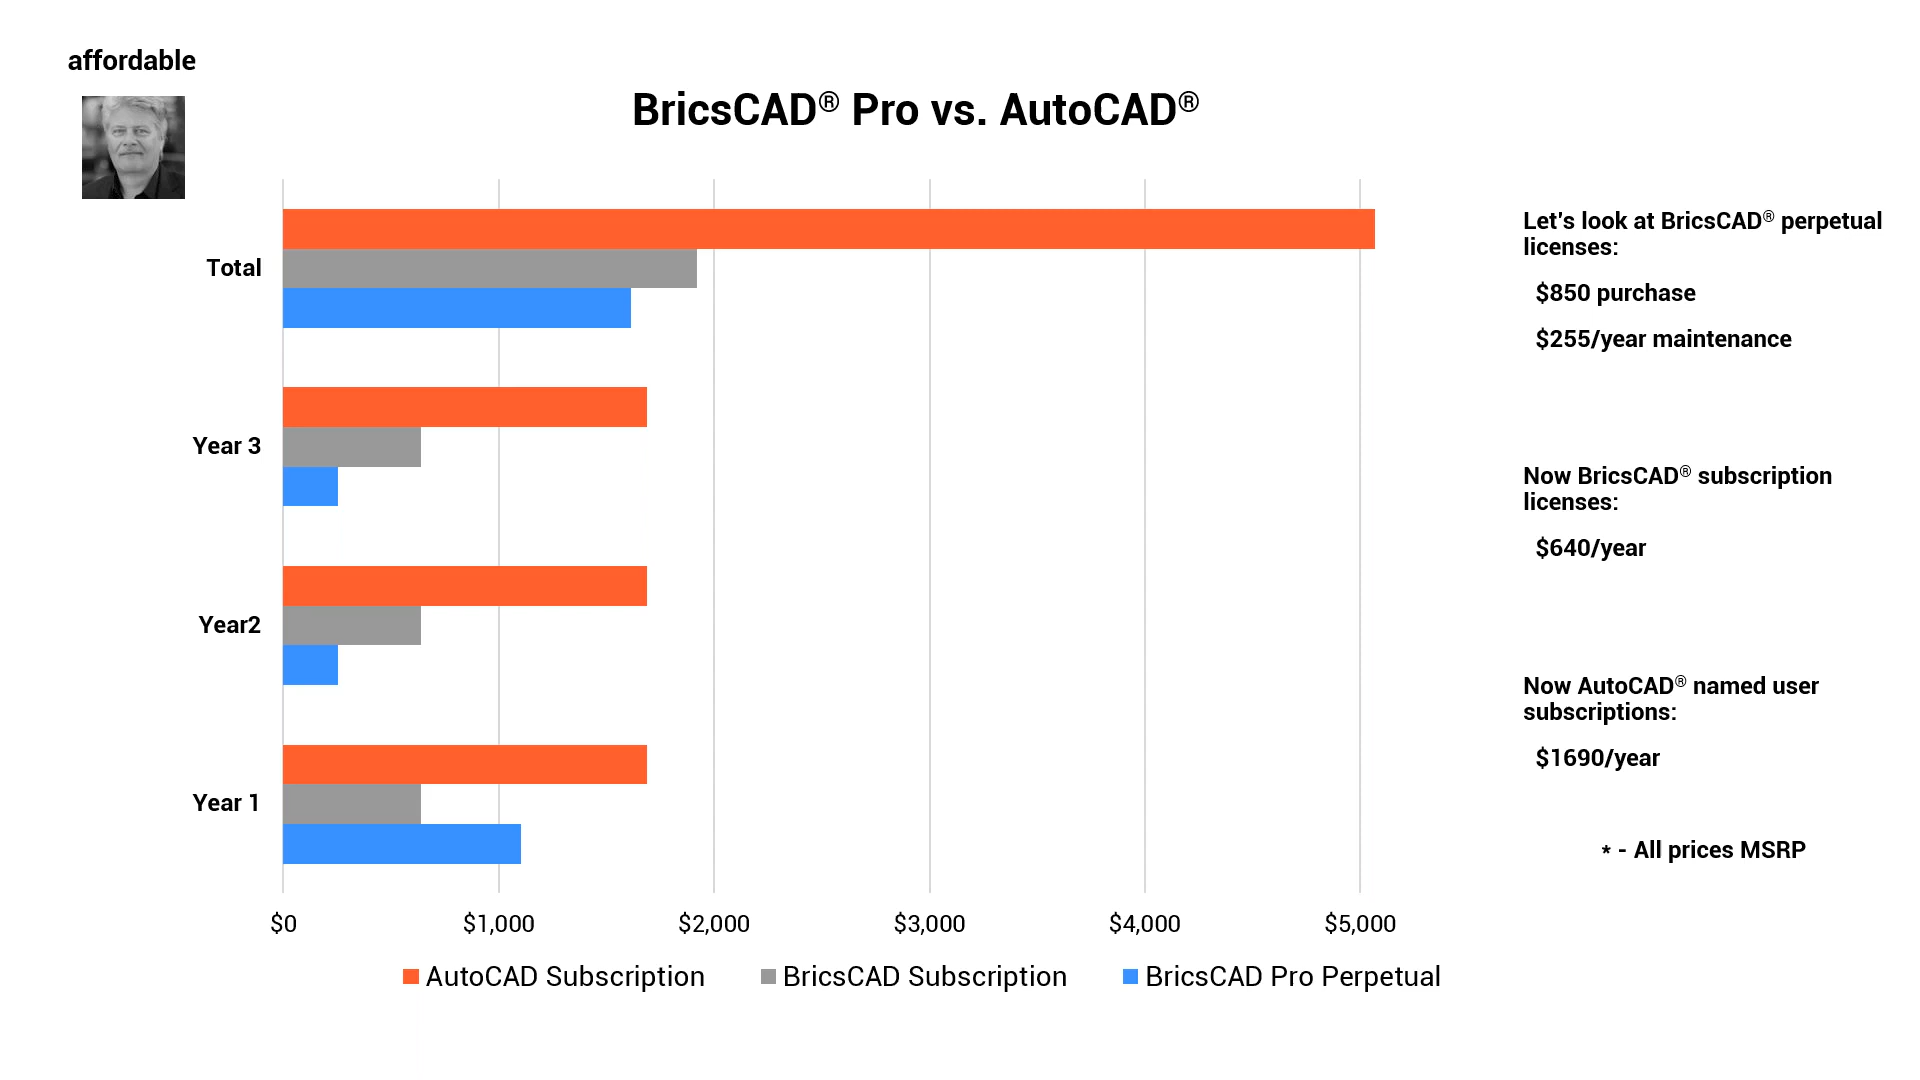 affordable
BricsCAD® Pro vs. AutoCAD®
Total
Year 3
Year2
Year 1
$0
$1,000
$2,000
$3,000
$4,000
$5,000
AutoCAD Subscription
BricsCAD Subscription
BricsCAD Pro Perpetual
Let's look at BricsCAD® perpetual
licenses:
$850 purchase
$255/year maintenance
Now BricsCAD® subscription
licenses:
$640/year
Now AutoCAD® named user
subscriptions:
$1690/year
* - All prices MSRP